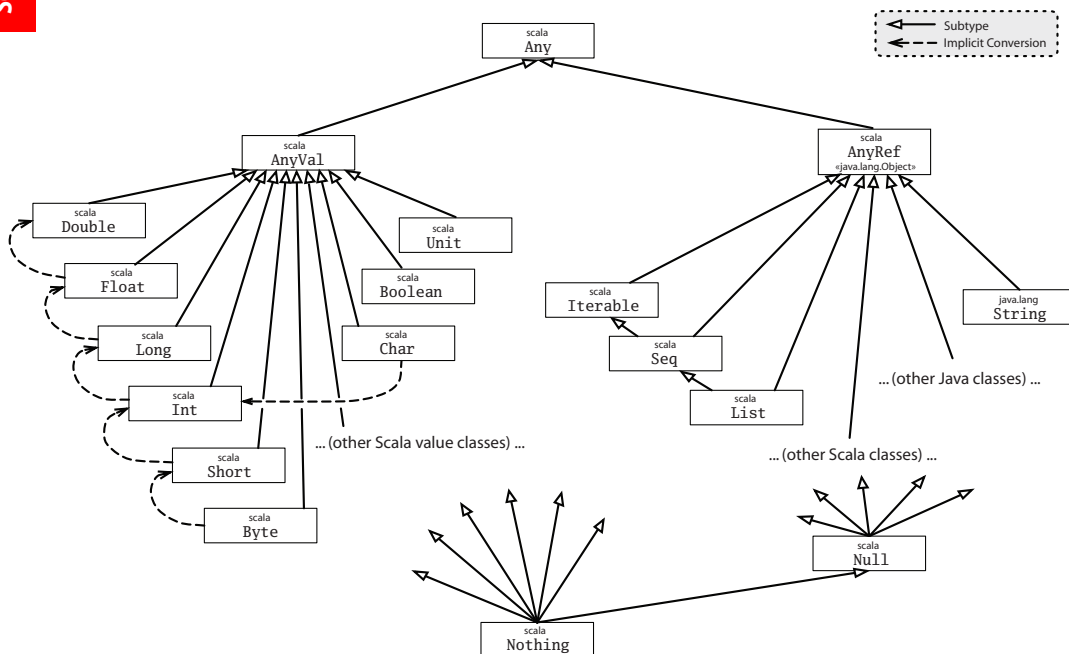 S
scala
Any
Subtype
Implicit Conversion
scala
AnyVal
scala
AnyRef
«java.lang.Object»
scala
Double
scala
Unit
scala
Float
scala
Boolean
scala
Iterable
java.lang
String
scala
Long
scala
Char
scala
Seq
... (other Java classes) ...
scala
Int
scala
List
... (other Scala value classes) ...
... (other Scala classes) ...
scala
Short
scala
Byte
scala
Null
scala
Nothing